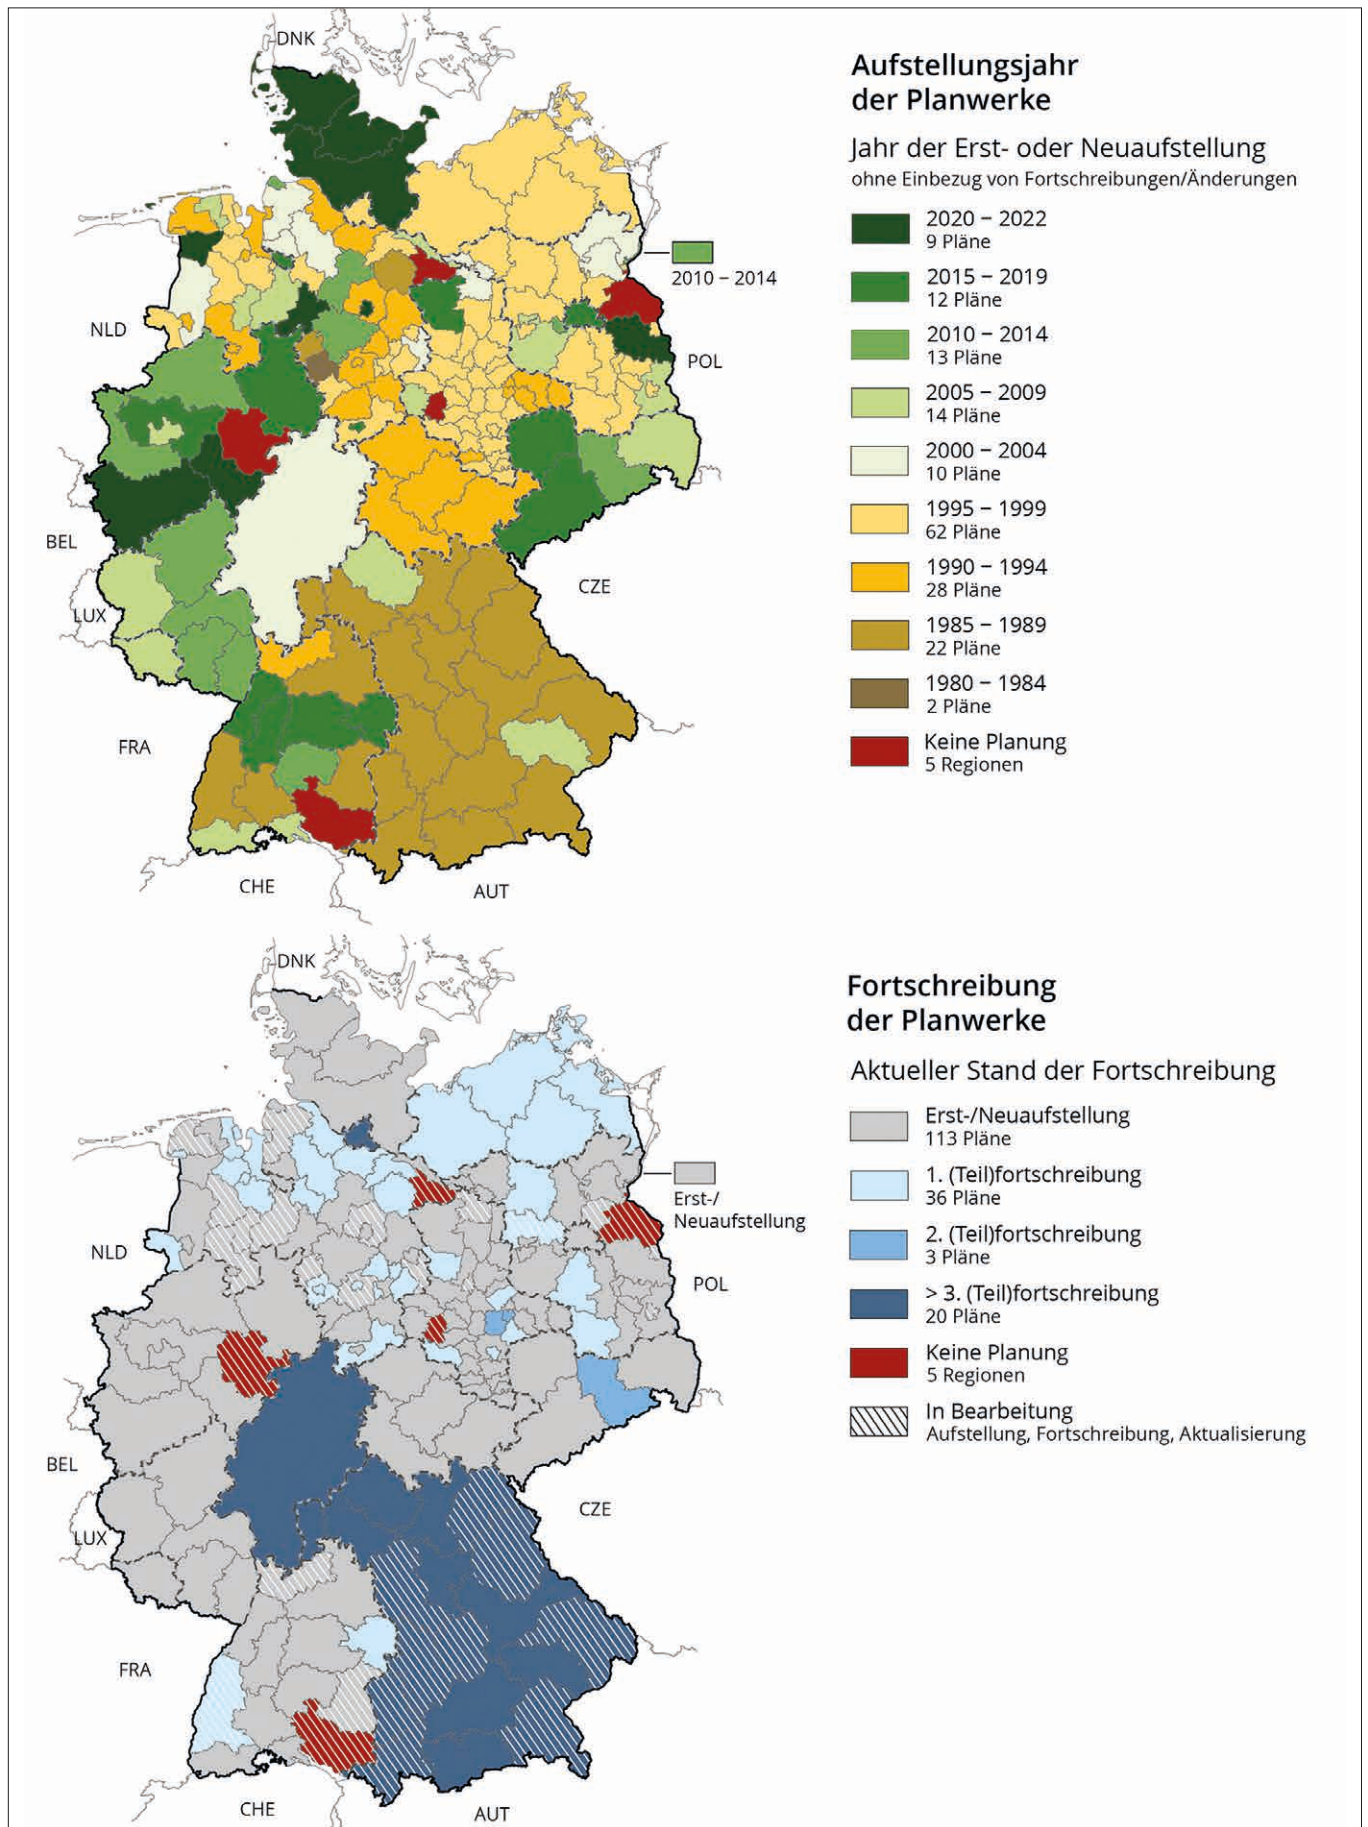 DNK
NLD
BEL
LUX
FRA
CHE
AUT
CZE
POL
2010 – 2014
Aufstellungsjahr
der Planwerke
Jahr der Erst- oder Neuaufstellung
ohne Einbezug von Fortschreibungen/Änderungen
2020 – 2022
9 Pläne
2015 – 2019
12 Pläne
2010 – 2014
13 Pläne
2005 – 2009
14 Pläne
2000 – 2004
10 Pläne
1995 – 1999
62 Pläne
1990 – 1994
28 Pläne
1985 – 1989
22 Pläne
1980 – 1984
2 Pläne
Keine Planung
5 Regionen
DNK
NLD
BEL
LUX
FRA
CHE
AUT
CZE
POL
Erst-/
Neuaufstellung
Fortschreibung
der Planwerke
Aktueller Stand der Fortschreibung
Erst-/Neuaufstellung
113 Pläne
1. (Teil)fortschreibung
36 Pläne
2. (Teil)fortschreibung
3 Pläne
> 3. (Teil)fortschreibung
20 Pläne
Keine Planung
5 Regionen
In Bearbeitung
Aufstellung, Fortschreibung, Aktualisierung